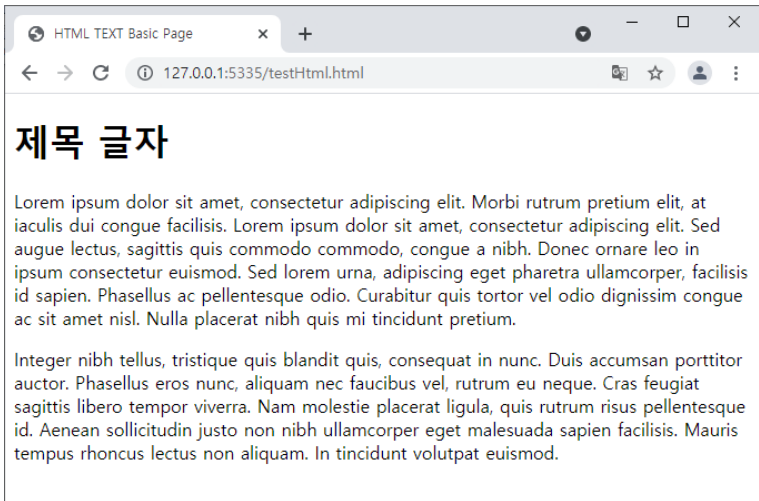 HTML TEXT Basic Page
127.0.0.1:5335/testHtml.html
제목 글자
Lorem ipsum dolor sit amet, consectetur adipiscing elit. Morbi rutrum pretium elit, at
iaculis dui congue facilisis. Lorem ipsum dolor sit amet, consectetur adipiscing elit. Sed
augue lectus, sagittis quis commodo commodo, congue a nibh. Donec ornare leo in
ipsum consectetur euismod. Sed lorem urna, adipiscing eget pharetra ullamcorper, facilisis
id sapien. Phasellus ac pellentesque odio. Curabitur quis tortor vel odio dignissim congue
ac sit amet nisl. Nulla placerat nibh quis mi tincidunt pretium.
Integer nibh tellus, tristique quis blandit quis, consequat in nunc. Duis accumsan porttitor
auctor. Phasellus eros nunc, aliquam nec faucibus vel, rutrum eu neque. Cras feugiat
sagittis libero tempor viverra. Nam molestie placerat ligula, quis rutrum risus pellentesque
id. Aenean sollicitudin justo non nibh ullamcorper eget malesuada sapien facilisis. Mauris
tempus rhoncus lectus non aliquam. In tincidunt volutpat euismod.